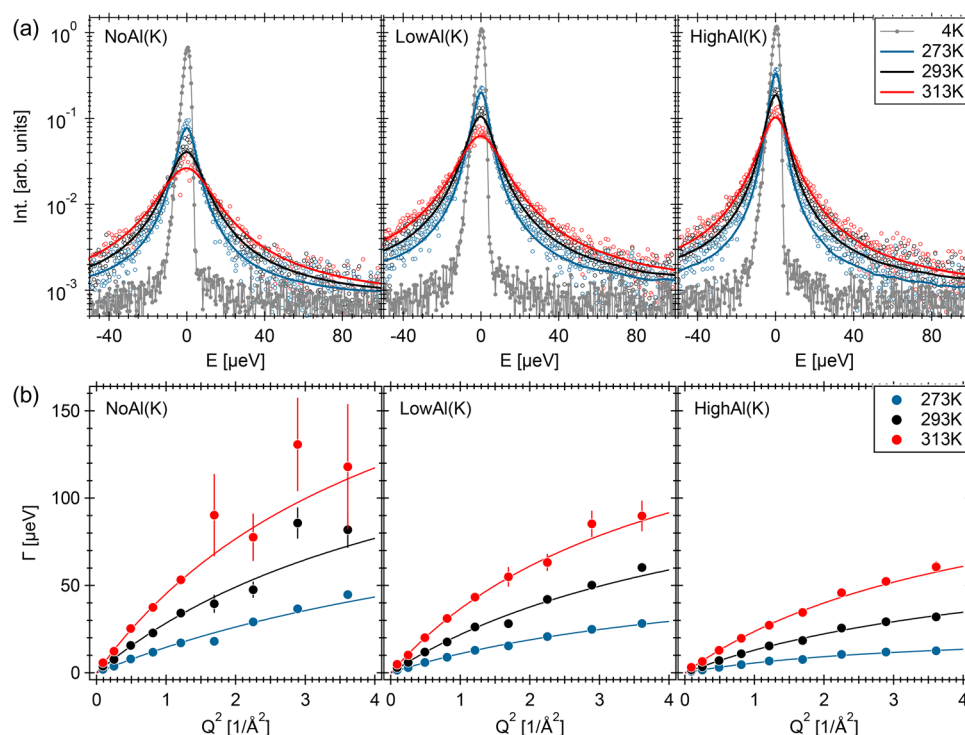 (a)
NoAl(K)
LowAl(K)
HighAl(K)
4K
273K
293K
313K
Int. [arb. units]
10^0
10^-1
10^-2
10^-3
-40 0 40 80
-40 0 40 80
-40 0 40 80
E [µeV]
E [µeV]
E [µeV]
(b)
NoAl(K)
LowAl(K)
HighAl(K)
273K
293K
313K
Γ [µeV]
150
100
50
0
0 1 2 3 4
0 1 2 3 4
0 1 2 3 4
Q^2 [1/Å^2]
Q^2 [1/Å^2]
Q^2 [1/Å^2]